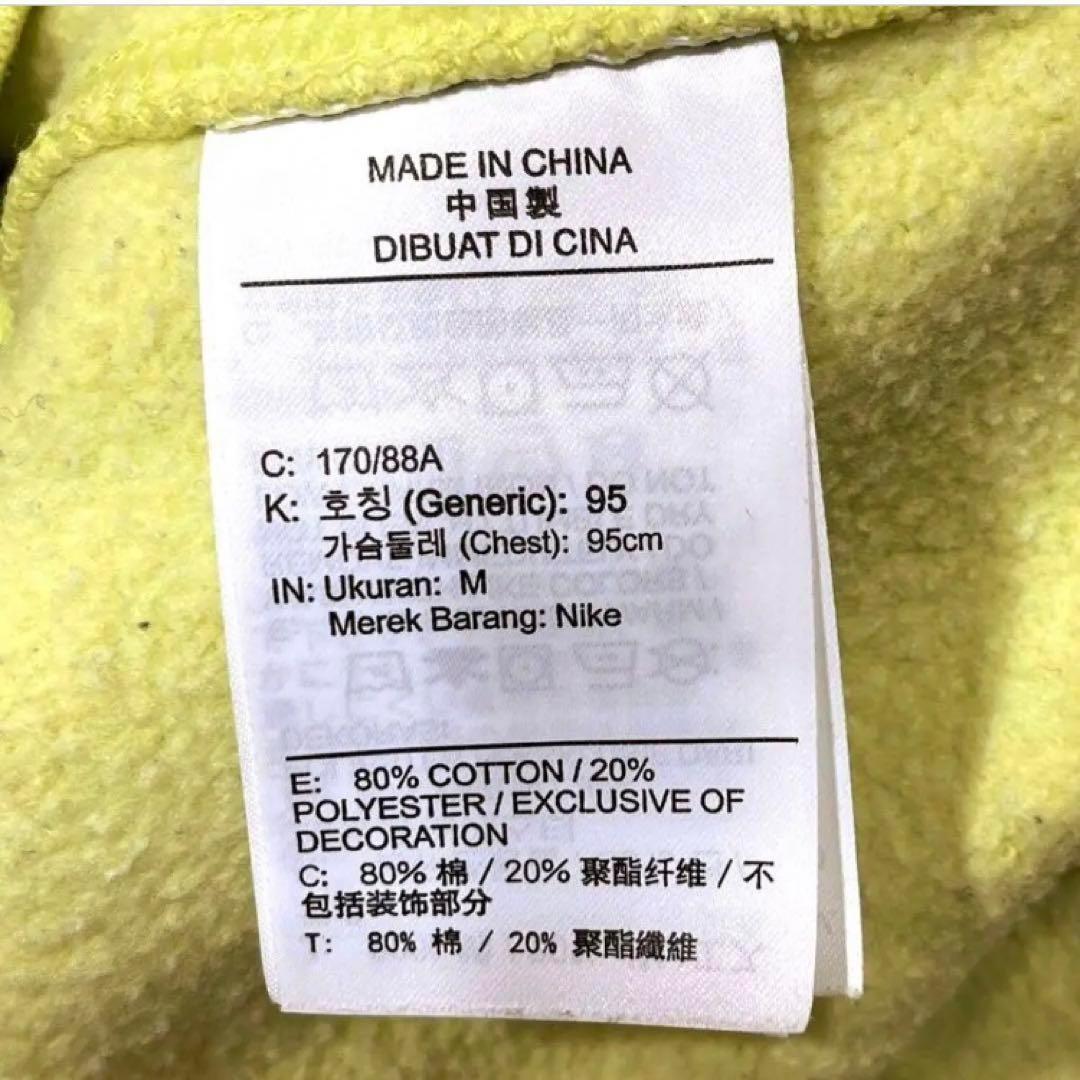 MADE IN CHINA
中国製
DIBUAT DI CINA
C: 170/88A
K: 호칭 (Generic): 95
가슴둘레 (Chest): 95cm
IN: Ukuran: M
Merek Barang: Nike
E: 80% COTTON / 20%
POLYESTER / EXCLUSIVE OF
DECORATION
C: 80% 棉 / 20% 聚酯纤维 / 不
包括装饰部分
T: 80% 棉 / 20% 聚酯纖維